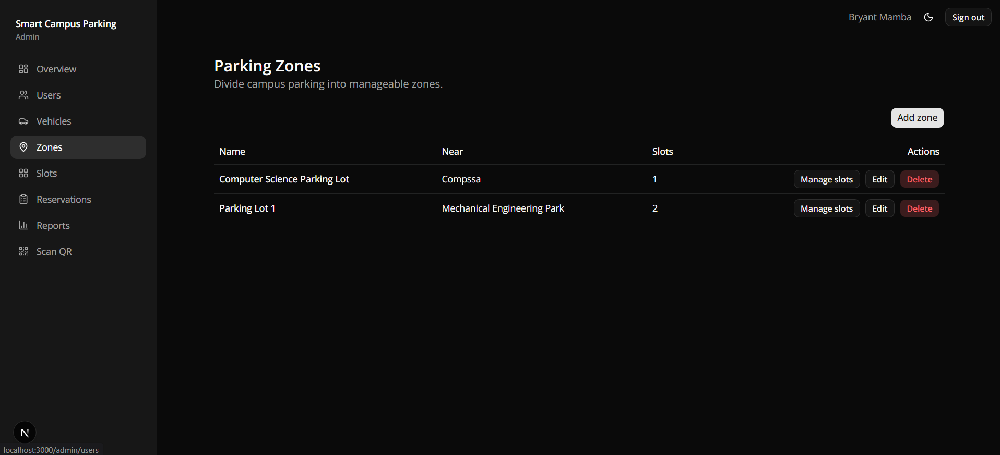 Smart Campus Parking
Admin
Overview
Users
Vehicles
Zones
Slots
Reservations
Reports
Scan QR
N
localhost:3000/admin/users
Bryant Mamba
Sign out
Parking Zones
Divide campus parking into manageable zones.
Add zone
Name Near Slots Actions
Computer Science Parking Lot Compssa 1 Manage slots Edit Delete
Parking Lot 1 Mechanical Engineering Park 2 Manage slots Edit Delete